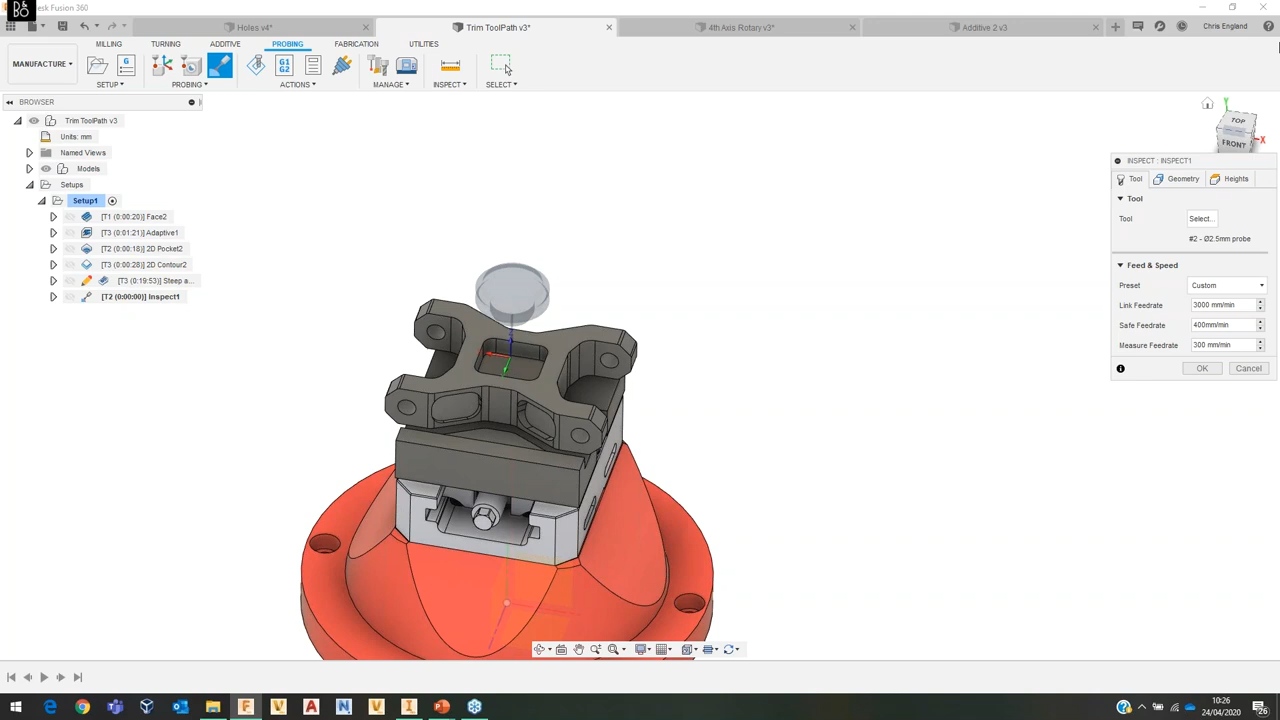 B&BO
desk Fusion 360
Holes v4*
Trim ToolPath v3*
4th Axis Rotary v3*
Additive 2 v3
Chris England
MANUFACTURE
MILLING
TURNING
ADDITIVE
PROBING
FABRICATION
UTILITIES
G
G1
G2
SETUP
PROBING
ACTIONS
MANAGE
INSPECT
SELECT
BROWSER
Trim ToolPath v3
Units: mm
Named Views
Models
Setups
Setup1
[T1 (0:00:20)] Face2
[T3 (0:01:21)] Adaptive1
[T2 (0:00:18)] 2D Pocket2
[T3 (0:00:28)] 2D Contour2
[T3 (0:19:53)] Steep a...
[T2 (0:00:00)] Inspect1
Y
TOP
FRONT
X
INSPECT : INSPECT1
Tool
Geometry
Heights
Tool
Tool
Select...
#2 - Ø2.5mm probe
Feed & Speed
Preset
Custom
Link Feedrate
3000 mm/min
Safe Feedrate
400mm/min
Measure Feedrate
300 mm/min
OK
Cancel
10:26
24/04/2020
26